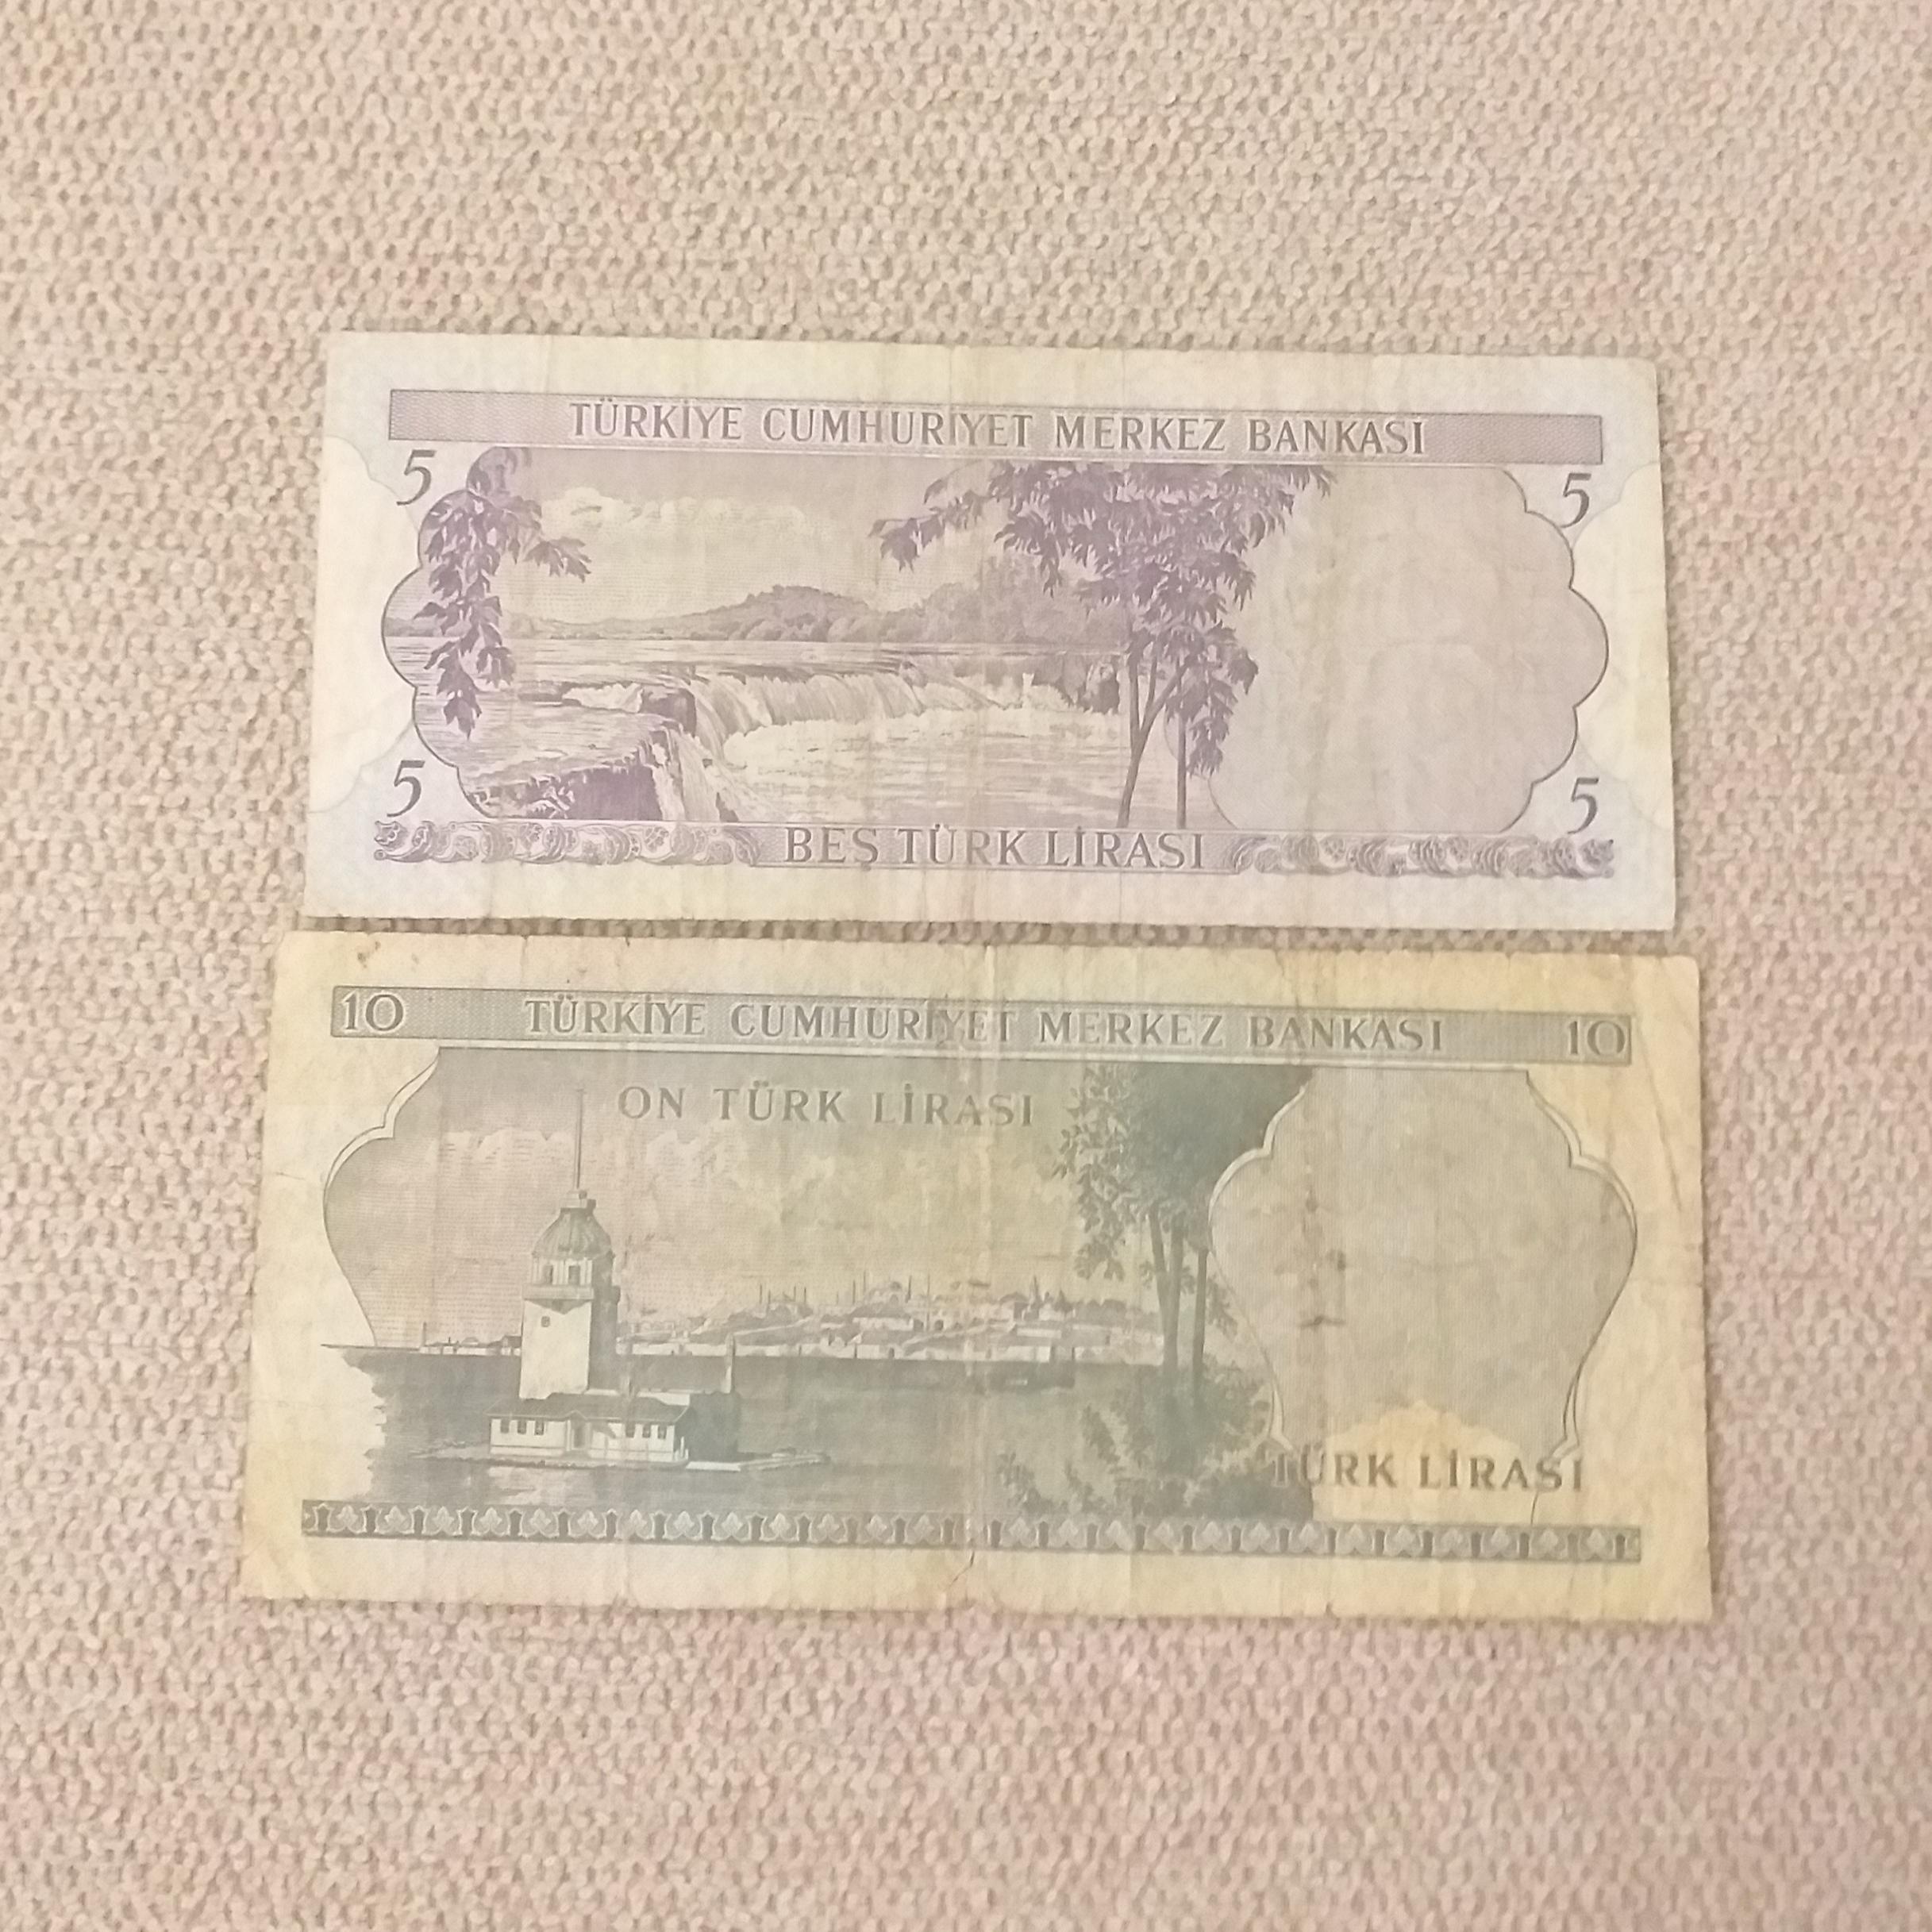 TÜRKİYE CUMHURİYET MERKEZ BANKASI
5 5
5 5
BEŞ TÜRK LİRASI
10 TÜRKİYE CUMHURİYET MERKEZ BANKASI 10
ON TÜRK LİRASI
TÜRK LİRASI